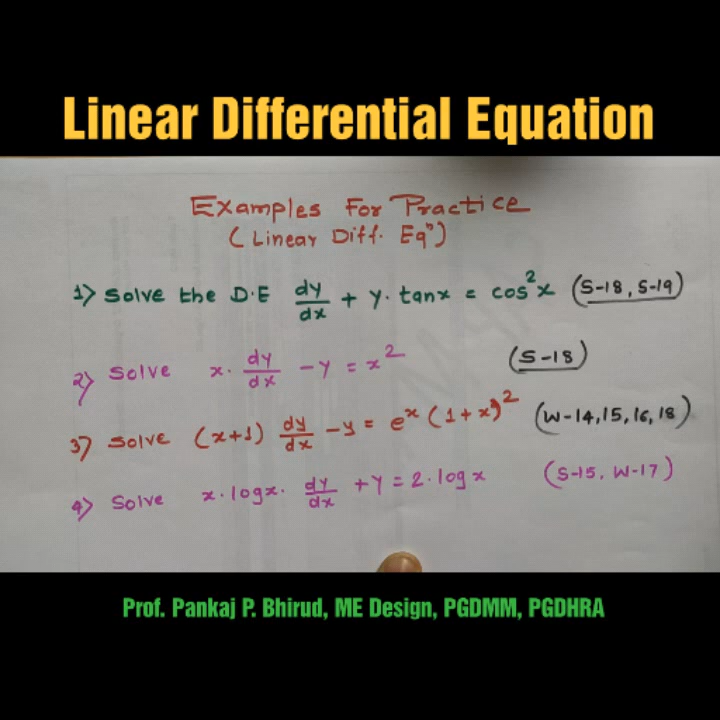 Linear Differential Equation
Examples For Practice
(Linear Diff. Eqⁿ)
1) Solve the D.E dy/dx + y.tanx = cos²x (S-18, S-19)
2) Solve x. dy/dx - y = x² (S-18)
3) Solve (x+1) dy/dx - y = eˣ (1+x)² (W-14,15,16,18)
4) Solve x.logx. dy/dx + y = 2.logx (S-15, W-17)
Prof. Pankaj P. Bhirud, ME Design, PGDMM, PGDHRA